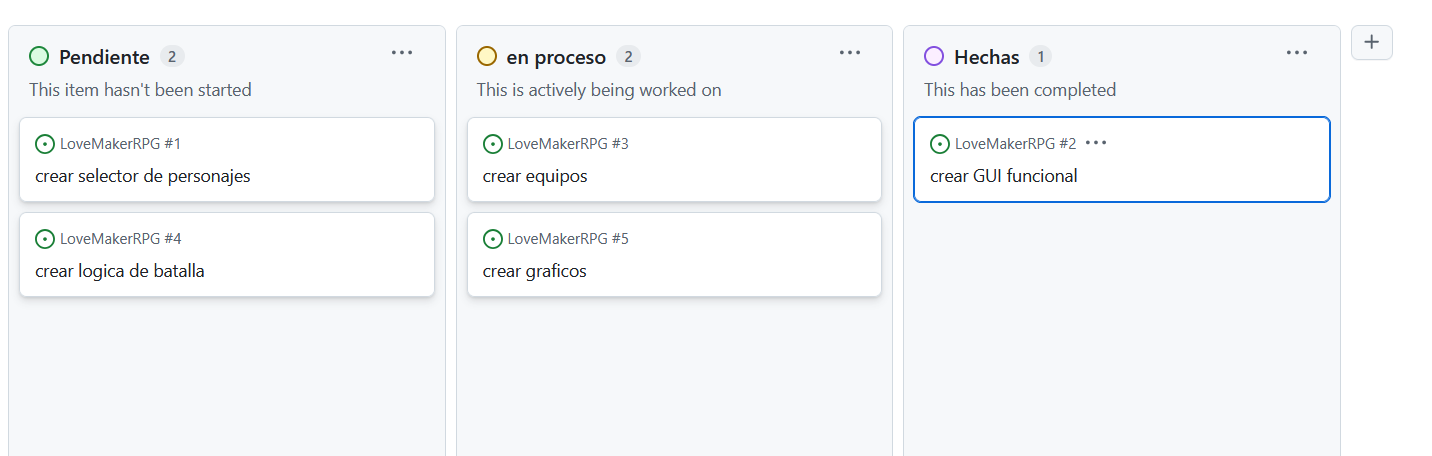 Pendiente 2
This item hasn't been started
LoveMakerRPG #1
crear selector de personajes
LoveMakerRPG #4
crear logica de batalla
en proceso 2
This is actively being worked on
LoveMakerRPG #3
crear equipos
LoveMakerRPG #5
crear graficos
Hechas 1
This has been completed
LoveMakerRPG #2
crear GUI funcional